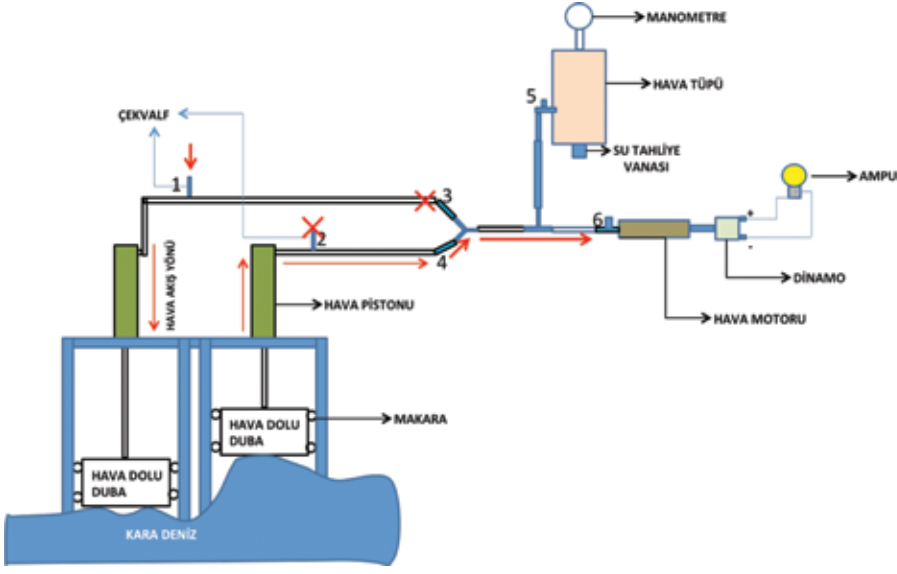 MANOMETRE
HAVA TÜPÜ
5
ÇEKVALF
SU TAHLİYE
VANASI
AMPU
1
3
+
2
6
-
4
DİNAMO
HAVA AKIŞ YÖNÜ
HAVA PİSTONU
HAVA MOTORU
MAKARA
HAVA DOLU
DUBA
HAVA DOLU
DUBA
KARA DENİZ